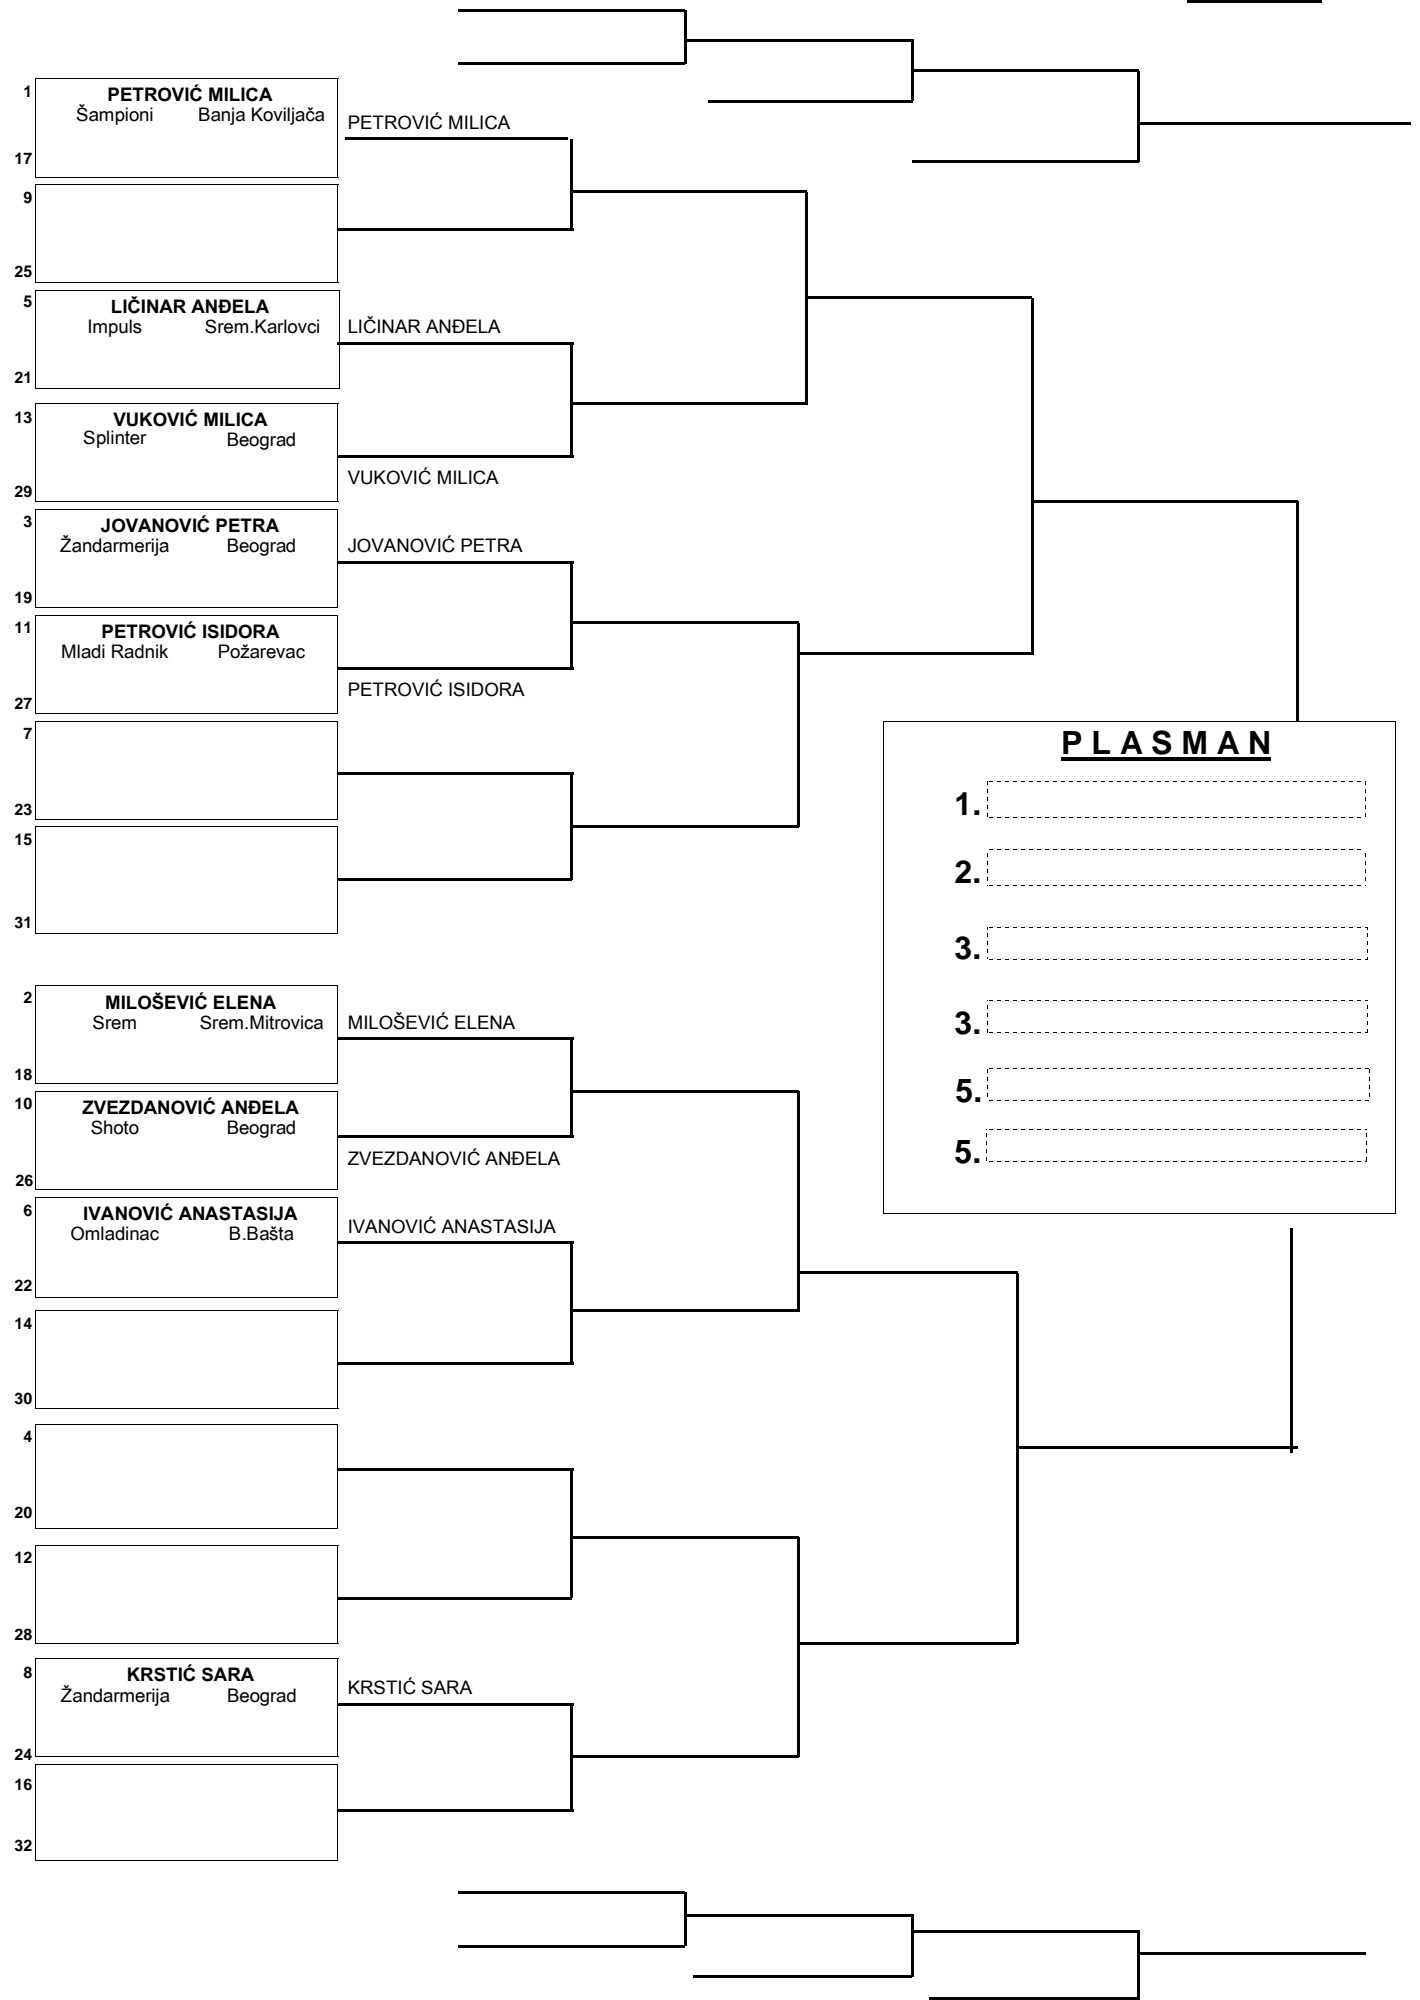 1 PETROVIĆ MILICA
Šampioni Banja Koviljača
PETROVIĆ MILICA
17
9
25
5 LIČINAR ANĐELA
Impuls Srem.Karlovci LIČINAR ANĐELA
21
13 VUKOVIĆ MILICA
Splinter Beograd
VUKOVIĆ MILICA
29
3 JOVANOVIĆ PETRA
Žandarmerija Beograd JOVANOVIĆ PETRA
19
11 PETROVIĆ ISIDORA
Mladi Radnik Požarevac
PETROVIĆ ISIDORA
27
7
PLASMAN
1.
23
15
2.
31
3.
2 MILOŠEVIĆ ELENA
Srem Srem.Mitrovica MILOŠEVIĆ ELENA
3.
18
5.
10 ZVEZDANOVIĆ ANĐELA
Shoto Beograd
5.
ZVEZDANOVIĆ ANĐELA
26
6 IVANOVIĆ ANASTASIJA
Omladinac B.Bašta IVANOVIĆ ANASTASIJA
22
14
30
4
20
12
28
8 KRSTIĆ SARA
Žandarmerija Beograd KRSTIĆ SARA
24
16
32